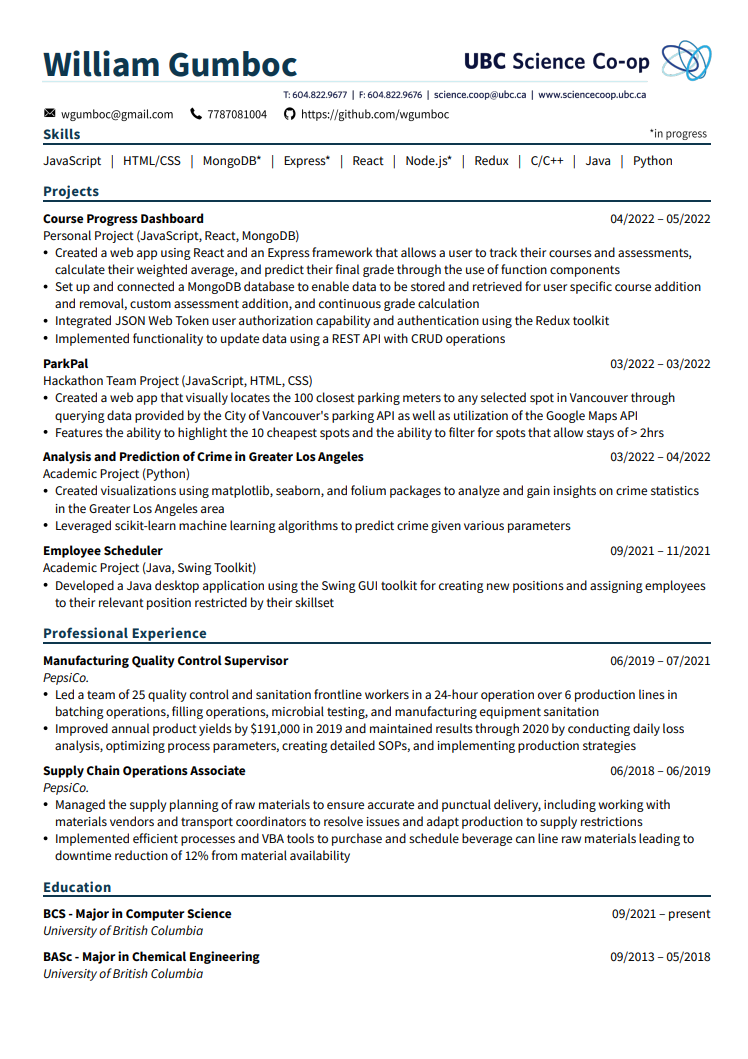 William Gumboc
UBC Science Co-op
T: 604.822.9677 | F: 604.822.9676 | science.coop@ubc.ca | www.sciencecoop.ubc.ca
wgumboc@gmail.com 7787081004 https://github.com/wgumboc
Skills *in progress
JavaScript | HTML/CSS | MongoDB* | Express* | React | Node.js* | Redux | C/C++ | Java | Python
Projects
Course Progress Dashboard 04/2022 – 05/2022
Personal Project (JavaScript, React, MongoDB)
• Created a web app using React and an Express framework that allows a user to track their courses and assessments,
calculate their weighted average, and predict their final grade through the use of function components
• Set up and connected a MongoDB database to enable data to be stored and retrieved for user specific course addition
and removal, custom assessment addition, and continuous grade calculation
• Integrated JSON Web Token user authorization capability and authentication using the Redux toolkit
• Implemented functionality to update data using a REST API with CRUD operations
ParkPal 03/2022 – 03/2022
Hackathon Team Project (JavaScript, HTML, CSS)
• Created a web app that visually locates the 100 closest parking meters to any selected spot in Vancouver through
querying data provided by the City of Vancouver's parking API as well as utilization of the Google Maps API
• Features the ability to highlight the 10 cheapest spots and the ability to filter for spots that allow stays of > 2hrs
Analysis and Prediction of Crime in Greater Los Angeles 03/2022 – 04/2022
Academic Project (Python)
• Created visualizations using matplotlib, seaborn, and folium packages to analyze and gain insights on crime statistics
in the Greater Los Angeles area
• Leveraged scikit-learn machine learning algorithms to predict crime given various parameters
Employee Scheduler 09/2021 – 11/2021
Academic Project (Java, Swing Toolkit)
• Developed a Java desktop application using the Swing GUI toolkit for creating new positions and assigning employees
to their relevant position restricted by their skillset
Professional Experience
Manufacturing Quality Control Supervisor 06/2019 – 07/2021
PepsiCo.
• Led a team of 25 quality control and sanitation frontline workers in a 24-hour operation over 6 production lines in
batching operations, filling operations, microbial testing, and manufacturing equipment sanitation
• Improved annual product yields by $191,000 in 2019 and maintained results through 2020 by conducting daily loss
analysis, optimizing process parameters, creating detailed SOPs, and implementing production strategies
Supply Chain Operations Associate 06/2018 – 06/2019
PepsiCo.
• Managed the supply planning of raw materials to ensure accurate and punctual delivery, including working with
materials vendors and transport coordinators to resolve issues and adapt production to supply restrictions
• Implemented efficient processes and VBA tools to purchase and schedule beverage can line raw materials leading to
downtime reduction of 12% from material availability
Education
BCS - Major in Computer Science 09/2021 – present
University of British Columbia
BASc - Major in Chemical Engineering 09/2013 – 05/2018
University of British Columbia